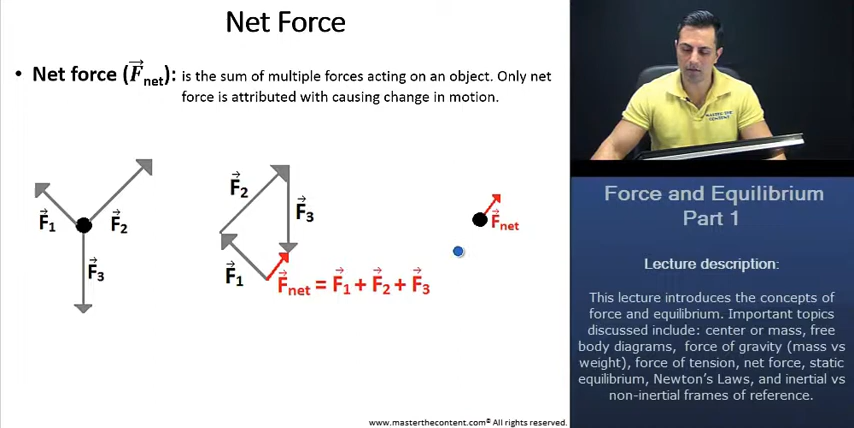 Net Force
• Net force (F⃗net): is the sum of multiple forces acting on an object. Only net
force is attributed with causing change in motion.
F⃗1
F⃗2
F⃗3
F⃗2
F⃗3
F⃗1
F⃗net = F⃗1 + F⃗2 + F⃗3
F⃗net
www.masterthecontent.com© All rights reserved.
MASTER THE
CONTENT
Force and Equilibrium
Part 1
Lecture description:
This lecture introduces the concepts of
force and equilibrium. Important topics
discussed include: center or mass, free
body diagrams, force of gravity (mass vs
weight), force of tension, net force, static
equilibrium, Newton's Laws, and inertial vs
non-inertial frames of reference.